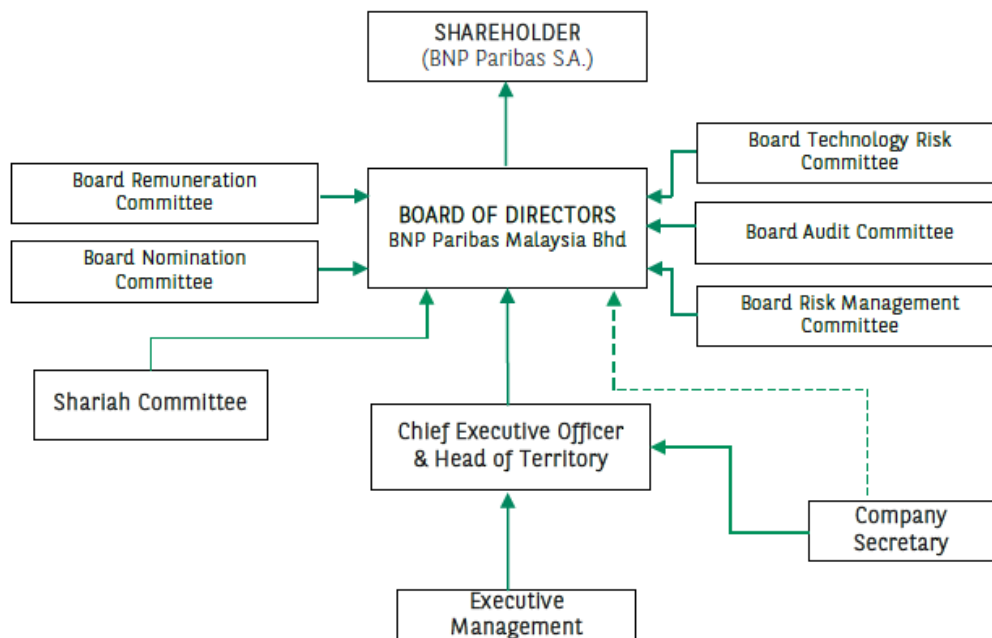 SHAREHOLDER
(BNP Paribas S.A.)
Board Technology Risk
Committee
Board Remuneration
Committee
BOARD OF DIRECTORS
BNP Paribas Malaysia Bhd
Board Audit Committee
Board Nomination
Committee
Board Risk Management
Committee
Shariah Committee
Chief Executive Officer
& Head of Territory
Company
Secretary
Executive
Management